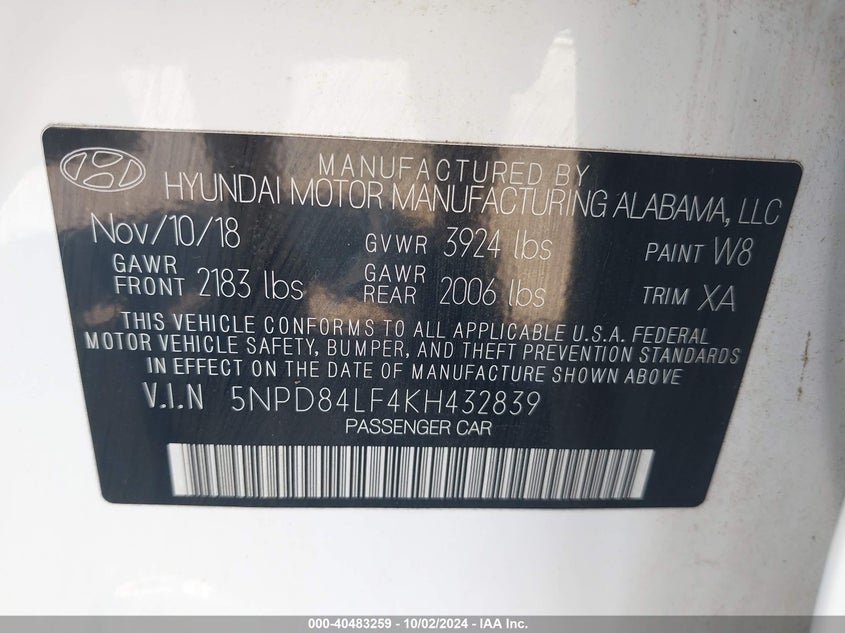 MANUFACTURED BY
HYUNDAI MOTOR MANUFACTURING ALABAMA, LLC
Nov/10/18 GVWR 3924 lbs PAINT W8
GAWR FRONT 2183 lbs GAWR REAR 2006 lbs TRIM XA
THIS VEHICLE CONFORMS TO ALL APPLICABLE U.S.A. FEDERAL
MOTOR VEHICLE SAFETY, BUMPER, AND THEFT PREVENTION STANDARDS
IN EFFECT ON THE DATE OF MANUFACTURE SHOWN ABOVE.
V.I.N 5NPD84LF4KH432839
PASSENGER CAR
000-40483259 - 10/02/2024 - IAA Inc.